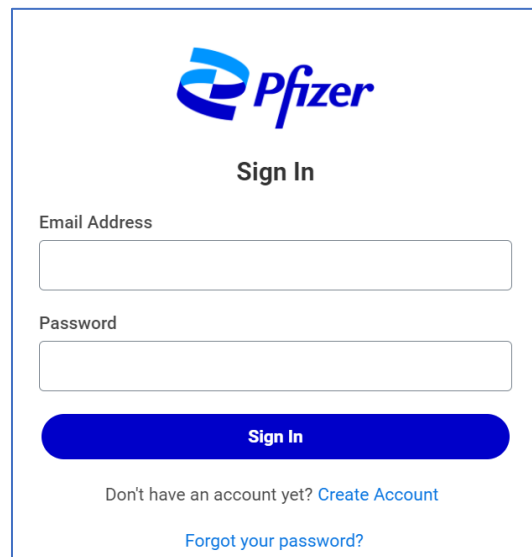 Pfizer
Sign In
Email Address
Password
Sign In
Don't have an account yet? Create Account
Forgot your password?